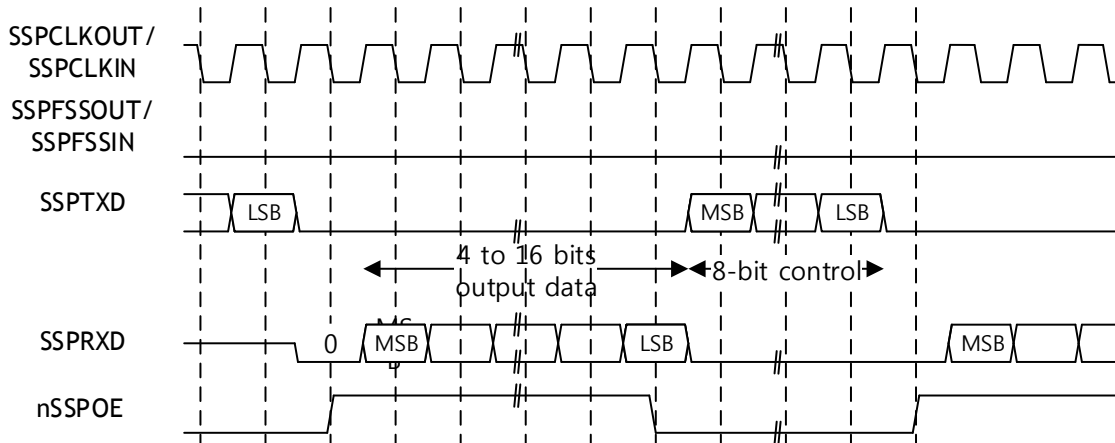 SSPCLKOUT/
SSPCLKIN
SSPFSSOUT/
SSPFSSIN
SSPTXD
LSB
MSB
LSB
4 to 16 bits
output data
8-bit control
SSPRXD
0
MS
B
MSB
LSB
MSB
nSSPOE